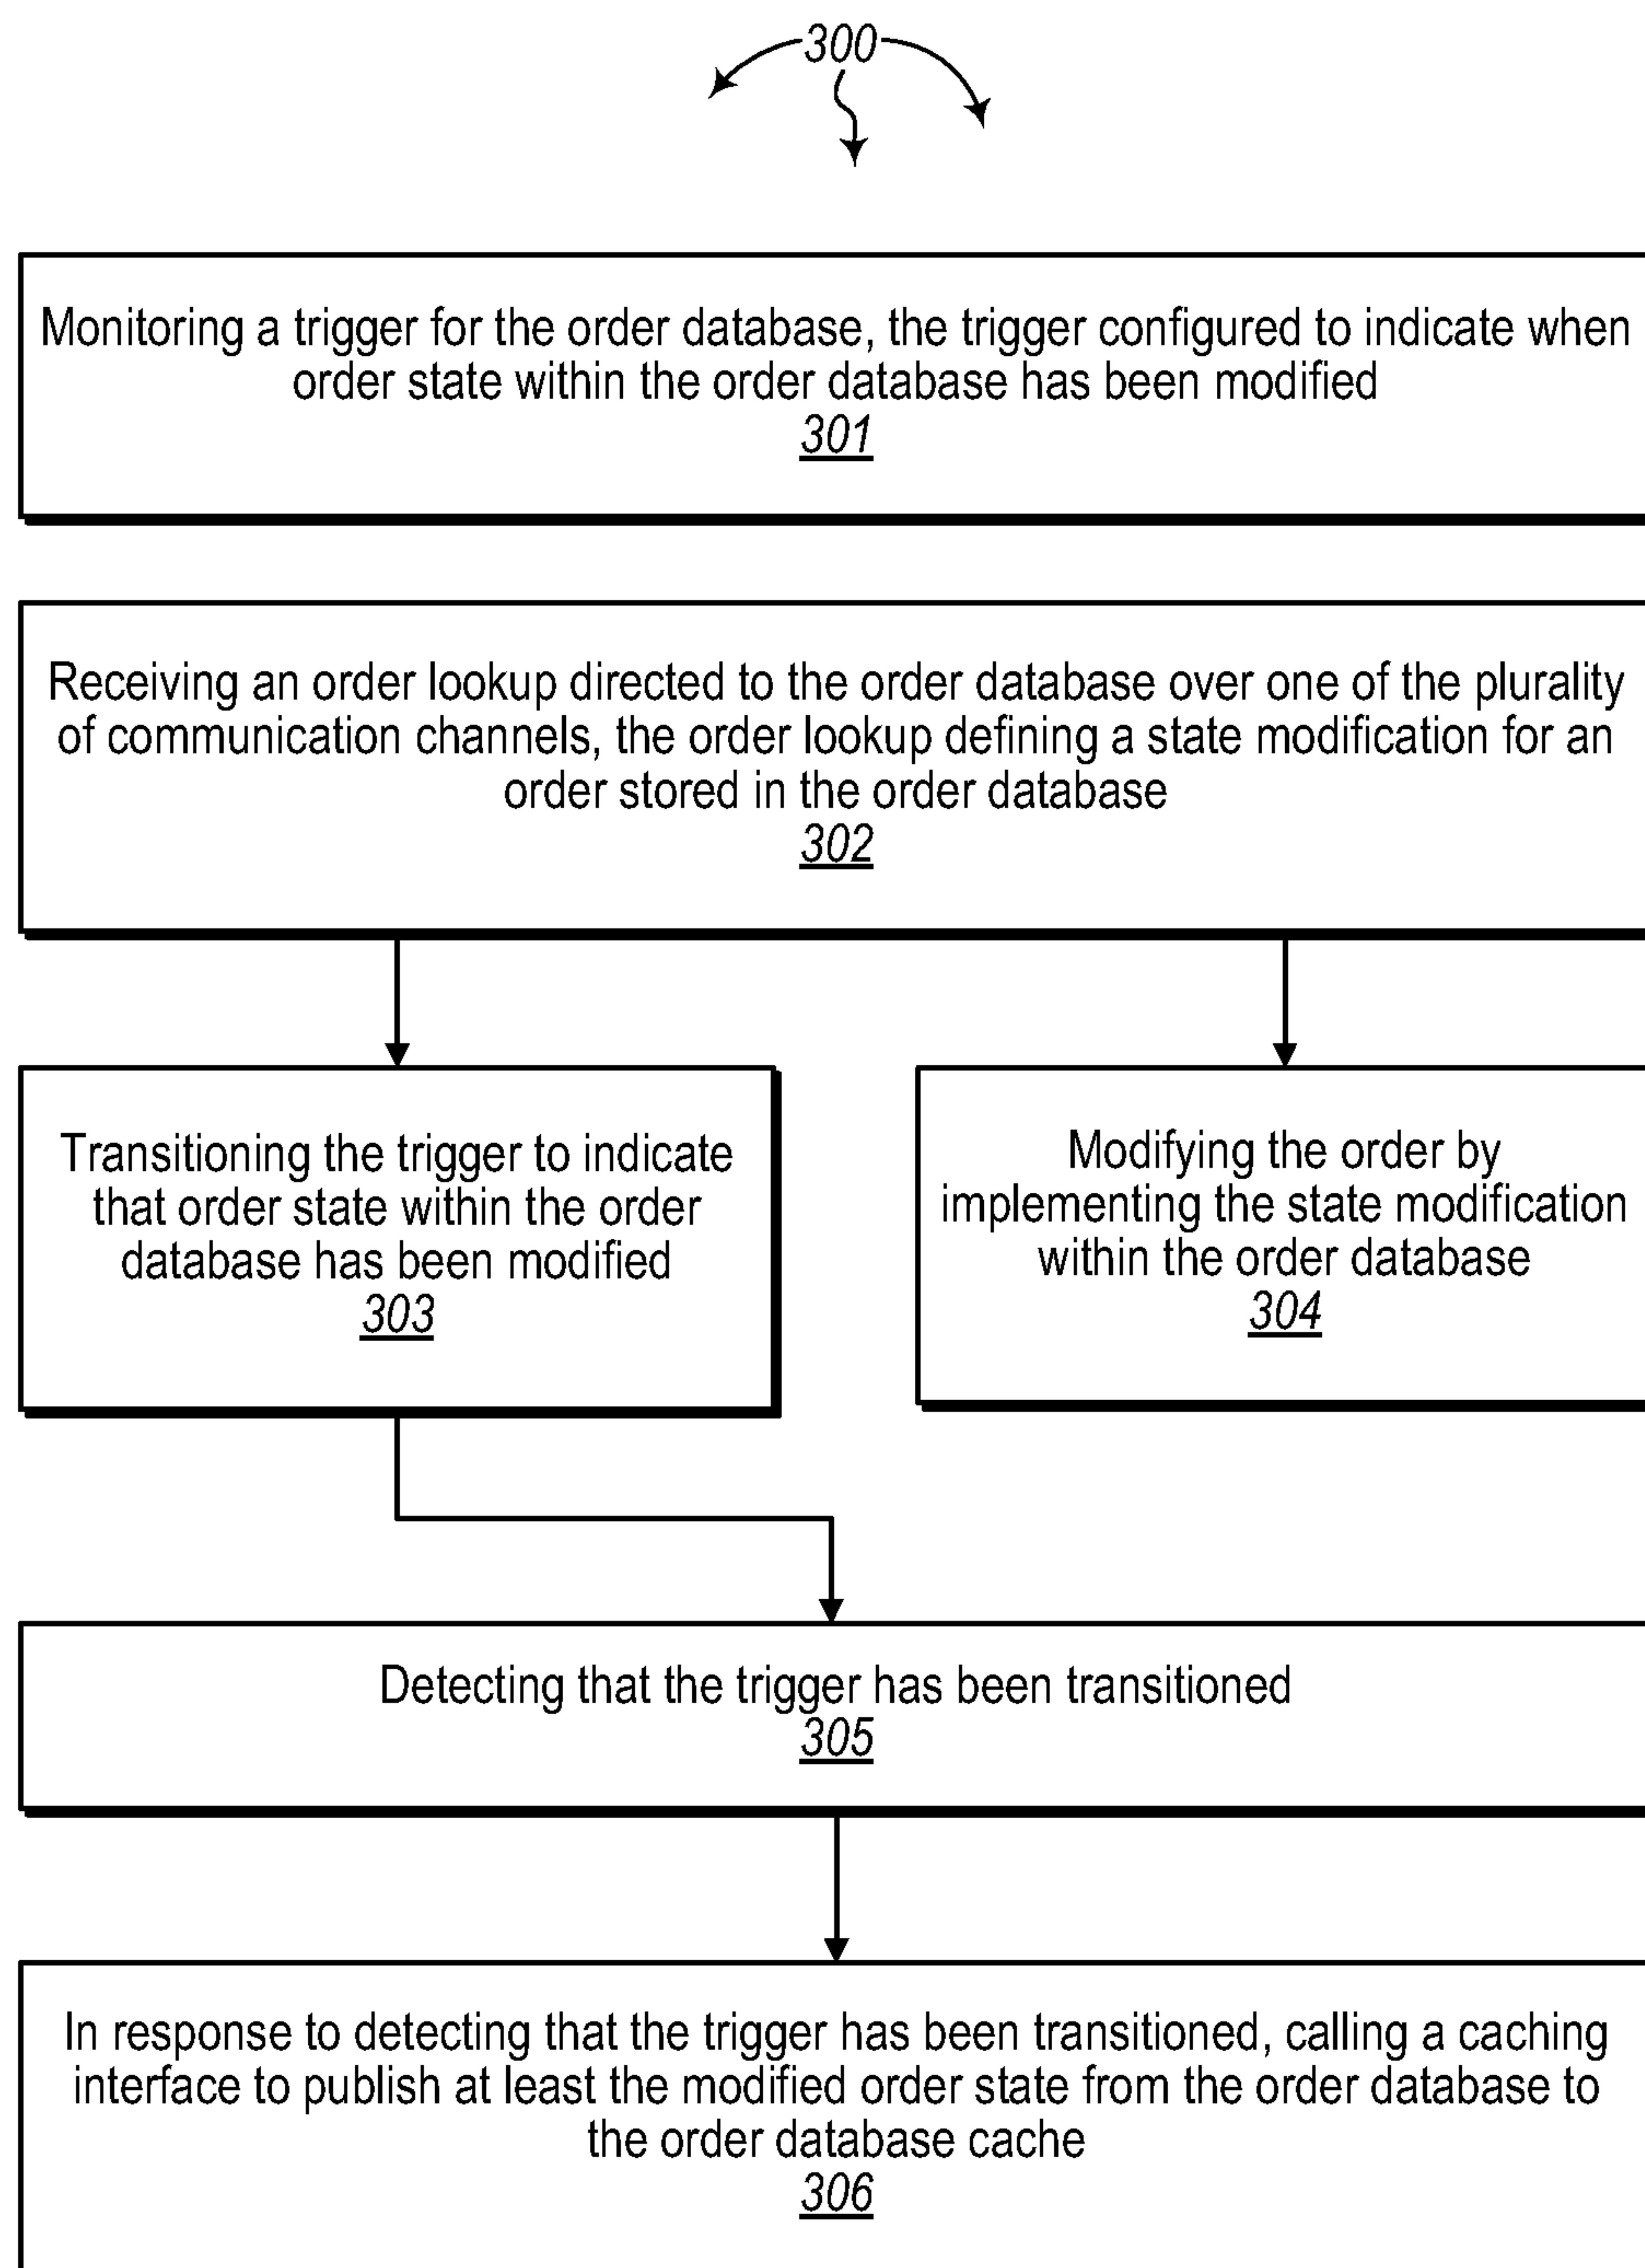 300
Monitoring a trigger for the order database, the trigger configured to indicate when
order state within the order database has been modified
301
Receiving an order lookup directed to the order database over one of the plurality
of communication channels, the order lookup defining a state modification for an
order stored in the order database
302
Transitioning the trigger to indicate
that order state within the order
database has been modified
303
Modifying the order by
implementing the state modification
within the order database
304
Detecting that the trigger has been transitioned
305
In response to detecting that the trigger has been transitioned, calling a caching
interface to publish at least the modified order state from the order database to
the order database cache
306